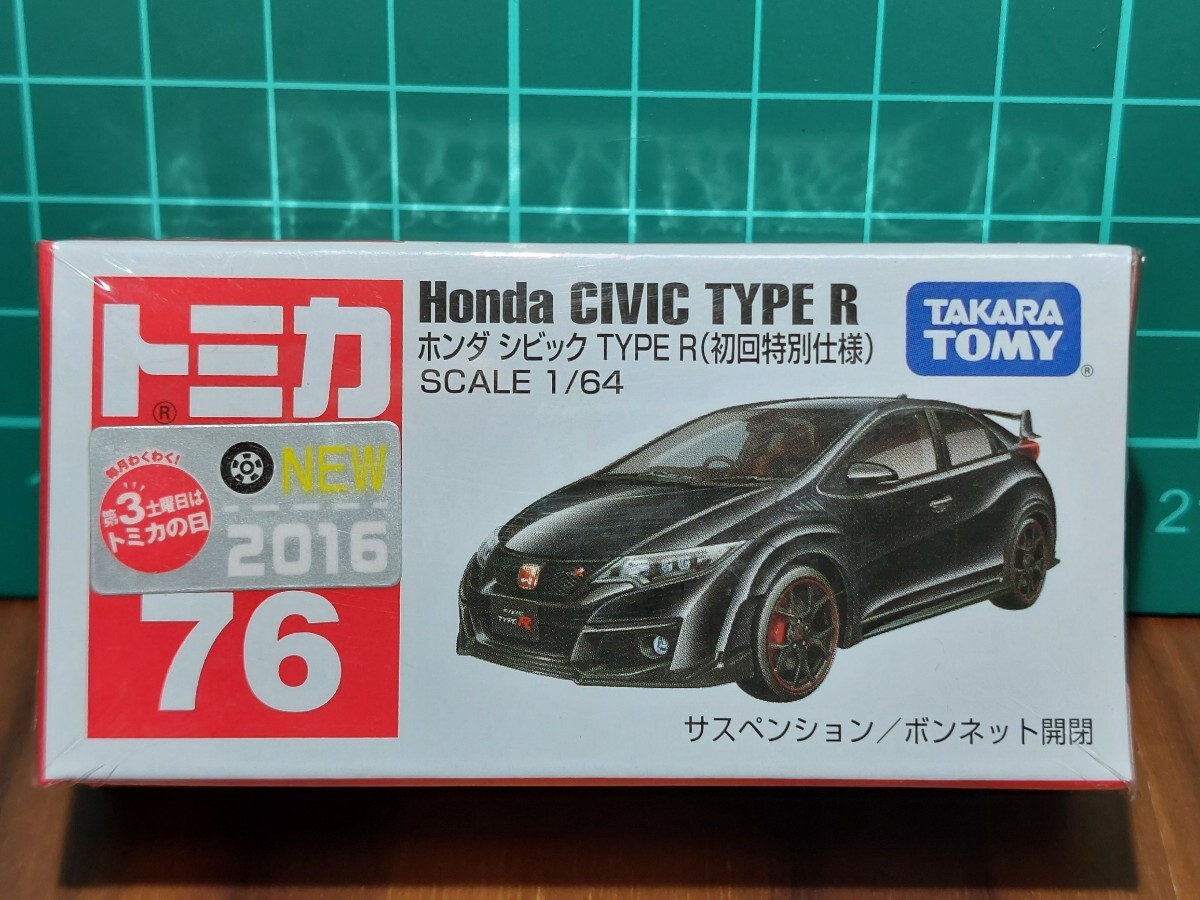 トミカ
®
毎月わくわく!
第3土曜日は
トミカの日
NEW
2016
76
Honda CIVIC TYPE R
ホンダ シビック TYPE R(初回特別仕様)
SCALE 1/64
TAKARA
TOMY
®
CIVIC
TYPE R
サスペンション/ボンネット開閉
2